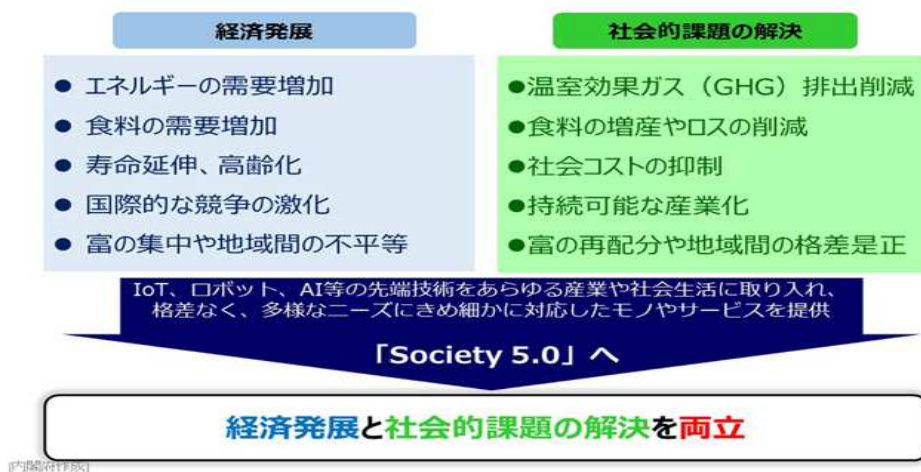 経済発展
● エネルギーの需要増加
● 食料の需要増加
● 寿命延伸、高齢化
● 国際的な競争の激化
● 富の集中や地域間の不平等
社会的課題の解決
●温室効果ガス（GHG）排出削減
●食料の増産やロスの削減
●社会コストの抑制
●持続可能な産業化
●富の再配分や地域間の格差是正
IoT、ロボット、AI等の先端技術をあらゆる産業や社会生活に取り入れ、
格差なく、多様なニーズにきめ細かに対応したモノやサービスを提供
「Society 5.0」へ
経済発展と社会的課題の解決を両立
[内閣府作成]